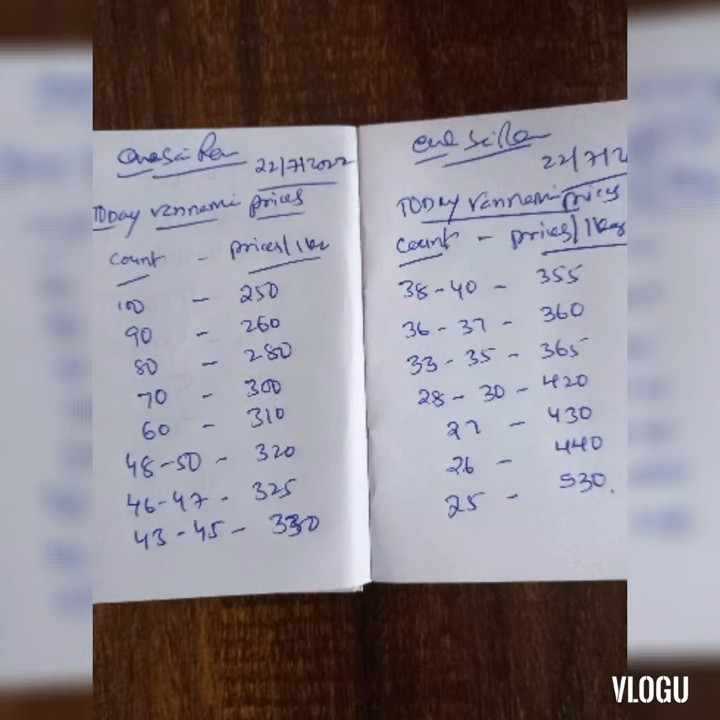 22/7/2022
TODay vannami prices
count - prices/1kg
100 - 250
90 - 260
80 - 280
70 - 300
60 - 310
48-50 - 320
46-47 - 325
43-45 - 330
22/7/2
TODay vannami prices
count - prices/1kg
38-40 - 355
36-37 - 360
33-35 - 365
28-30 - 420
27 - 430
26 - 440
25 - 530.
VLOGU